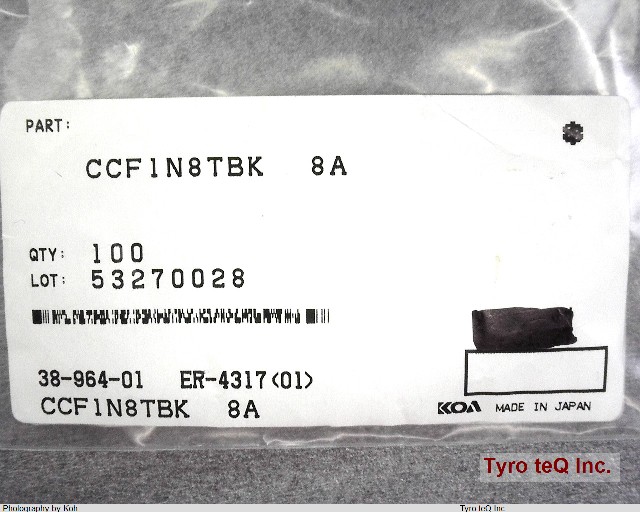 PART:
CCF1N8TBK 8A
QTY: 100
LOT: 53270028
38-964-01 ER-4317(01)
CCF1N8TBK 8A
KOA MADE IN JAPAN
Tyro teQ Inc.
Photography by Koh Tyro teQ Inc